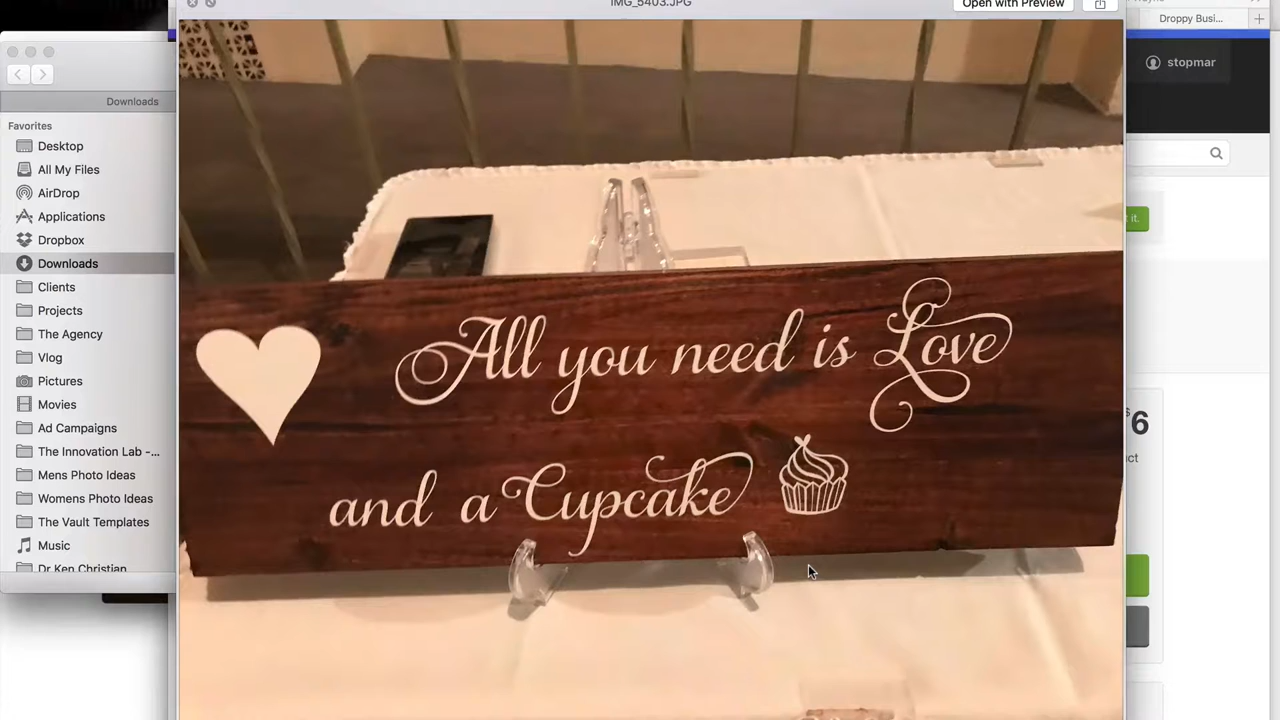 IMG_5403.JPG
Open with Preview
Droppy Busi...
stopmar
Downloads
Favorites
Desktop
All My Files
AirDrop
Applications
Dropbox
Downloads
Clients
Projects
The Agency
Vlog
Pictures
Movies
Ad Campaigns
The Innovation Lab -...
Mens Photo Ideas
Womens Photo Ideas
The Vault Templates
Music
Dr Ken Christian
All you need is Love
and a Cupcake
it.
$6